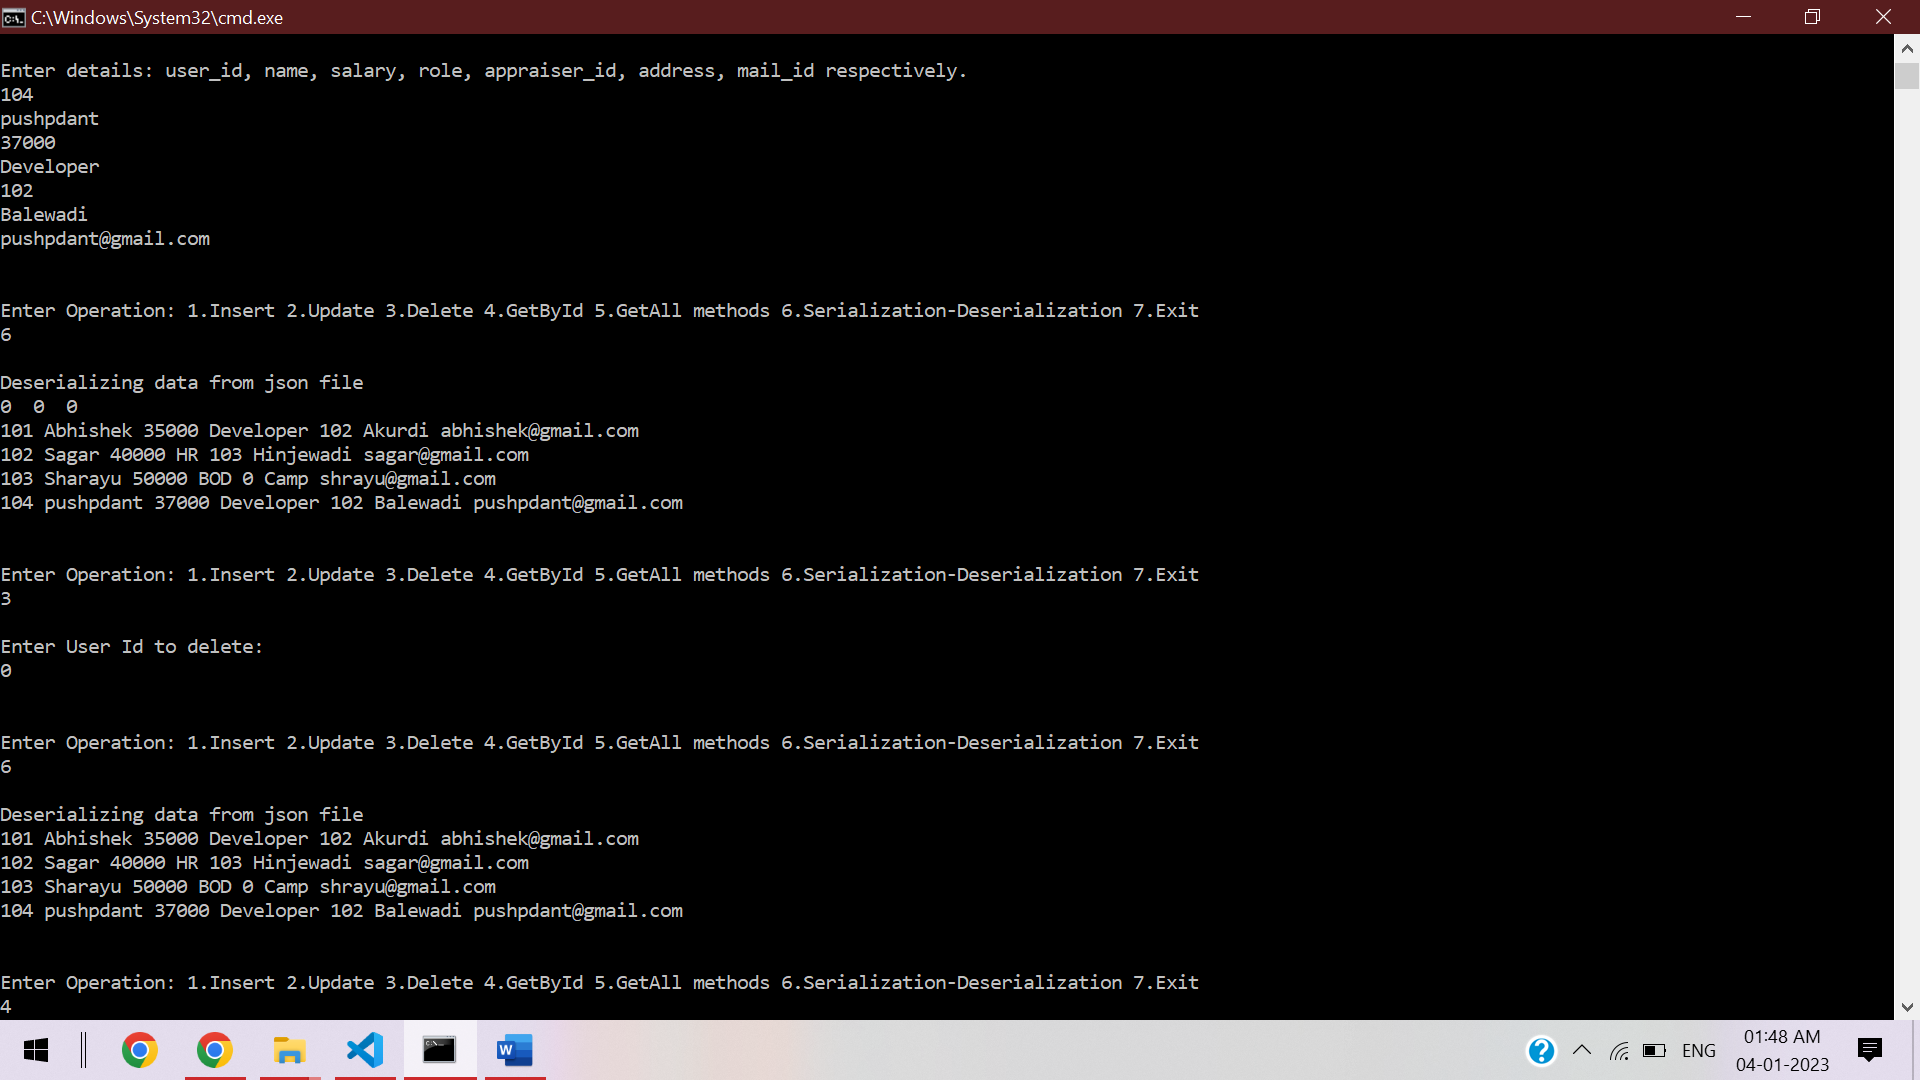 C:\Windows\System32\cmd.exe
Enter details: user_id, name, salary, role, appraiser_id, address, mail_id respectively.
104
pushpdant
37000
Developer
102
Balewadi
pushpdant@gmail.com
Enter Operation: 1.Insert 2.Update 3.Delete 4.GetById 5.GetAll methods 6.Serialization-Deserialization 7.Exit
6
Deserializing data from json file
0  0  0
101 Abhishek 35000 Developer 102 Akurdi abhishek@gmail.com
102 Sagar 40000 HR 103 Hinjewadi sagar@gmail.com
103 Sharayu 50000 BOD 0 Camp shrayu@gmail.com
104 pushpdant 37000 Developer 102 Balewadi pushpdant@gmail.com
Enter Operation: 1.Insert 2.Update 3.Delete 4.GetById 5.GetAll methods 6.Serialization-Deserialization 7.Exit
3
Enter User Id to delete:
0
Enter Operation: 1.Insert 2.Update 3.Delete 4.GetById 5.GetAll methods 6.Serialization-Deserialization 7.Exit
6
Deserializing data from json file
101 Abhishek 35000 Developer 102 Akurdi abhishek@gmail.com
102 Sagar 40000 HR 103 Hinjewadi sagar@gmail.com
103 Sharayu 50000 BOD 0 Camp shrayu@gmail.com
104 pushpdant 37000 Developer 102 Balewadi pushpdant@gmail.com
Enter Operation: 1.Insert 2.Update 3.Delete 4.GetById 5.GetAll methods 6.Serialization-Deserialization 7.Exit
4
ENG
01:48 AM
04-01-2023